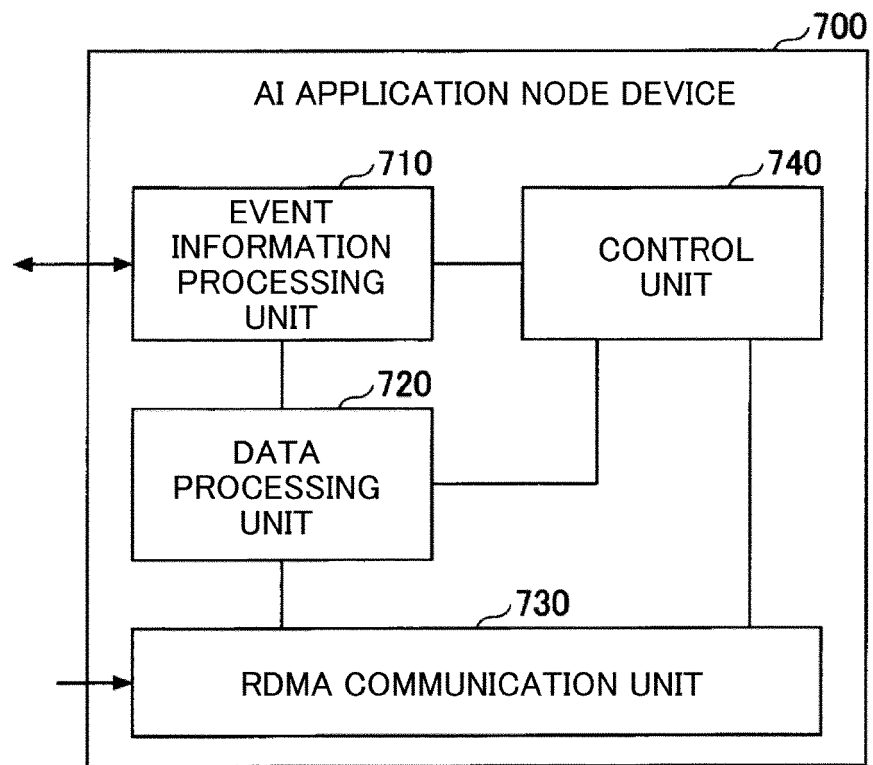 700
AI APPLICATION NODE DEVICE
710
740
EVENT
INFORMATION
PROCESSING
UNIT
CONTROL
UNIT
720
DATA
PROCESSING
UNIT
730
RDMA COMMUNICATION UNIT